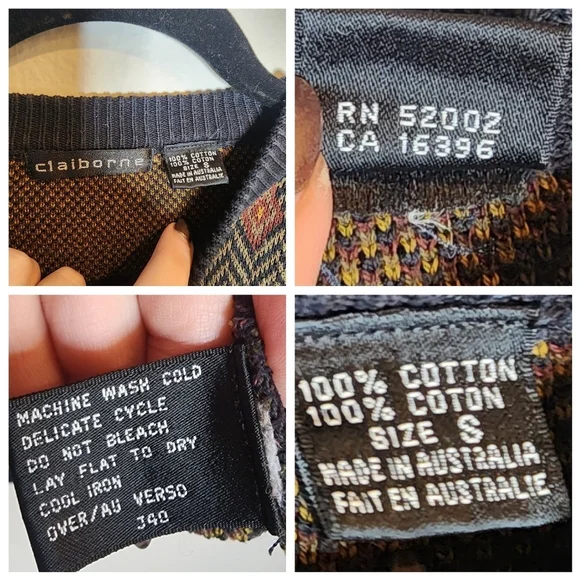 claiborne
100% COTTON
100% COTON
SIZE S
MADE IN AUSTRALIA
FAIT EN AUSTRALIE
RN 52002
CA 16396
MACHINE WASH COLD
DELICATE CYCLE
DO NOT BLEACH
LAY FLAT TO DRY
COOL IRON
OVER/AU VERSO
340
100% COTTON
100% COTON
SIZE S
MADE IN AUSTRALIA
FAIT EN AUSTRALIE